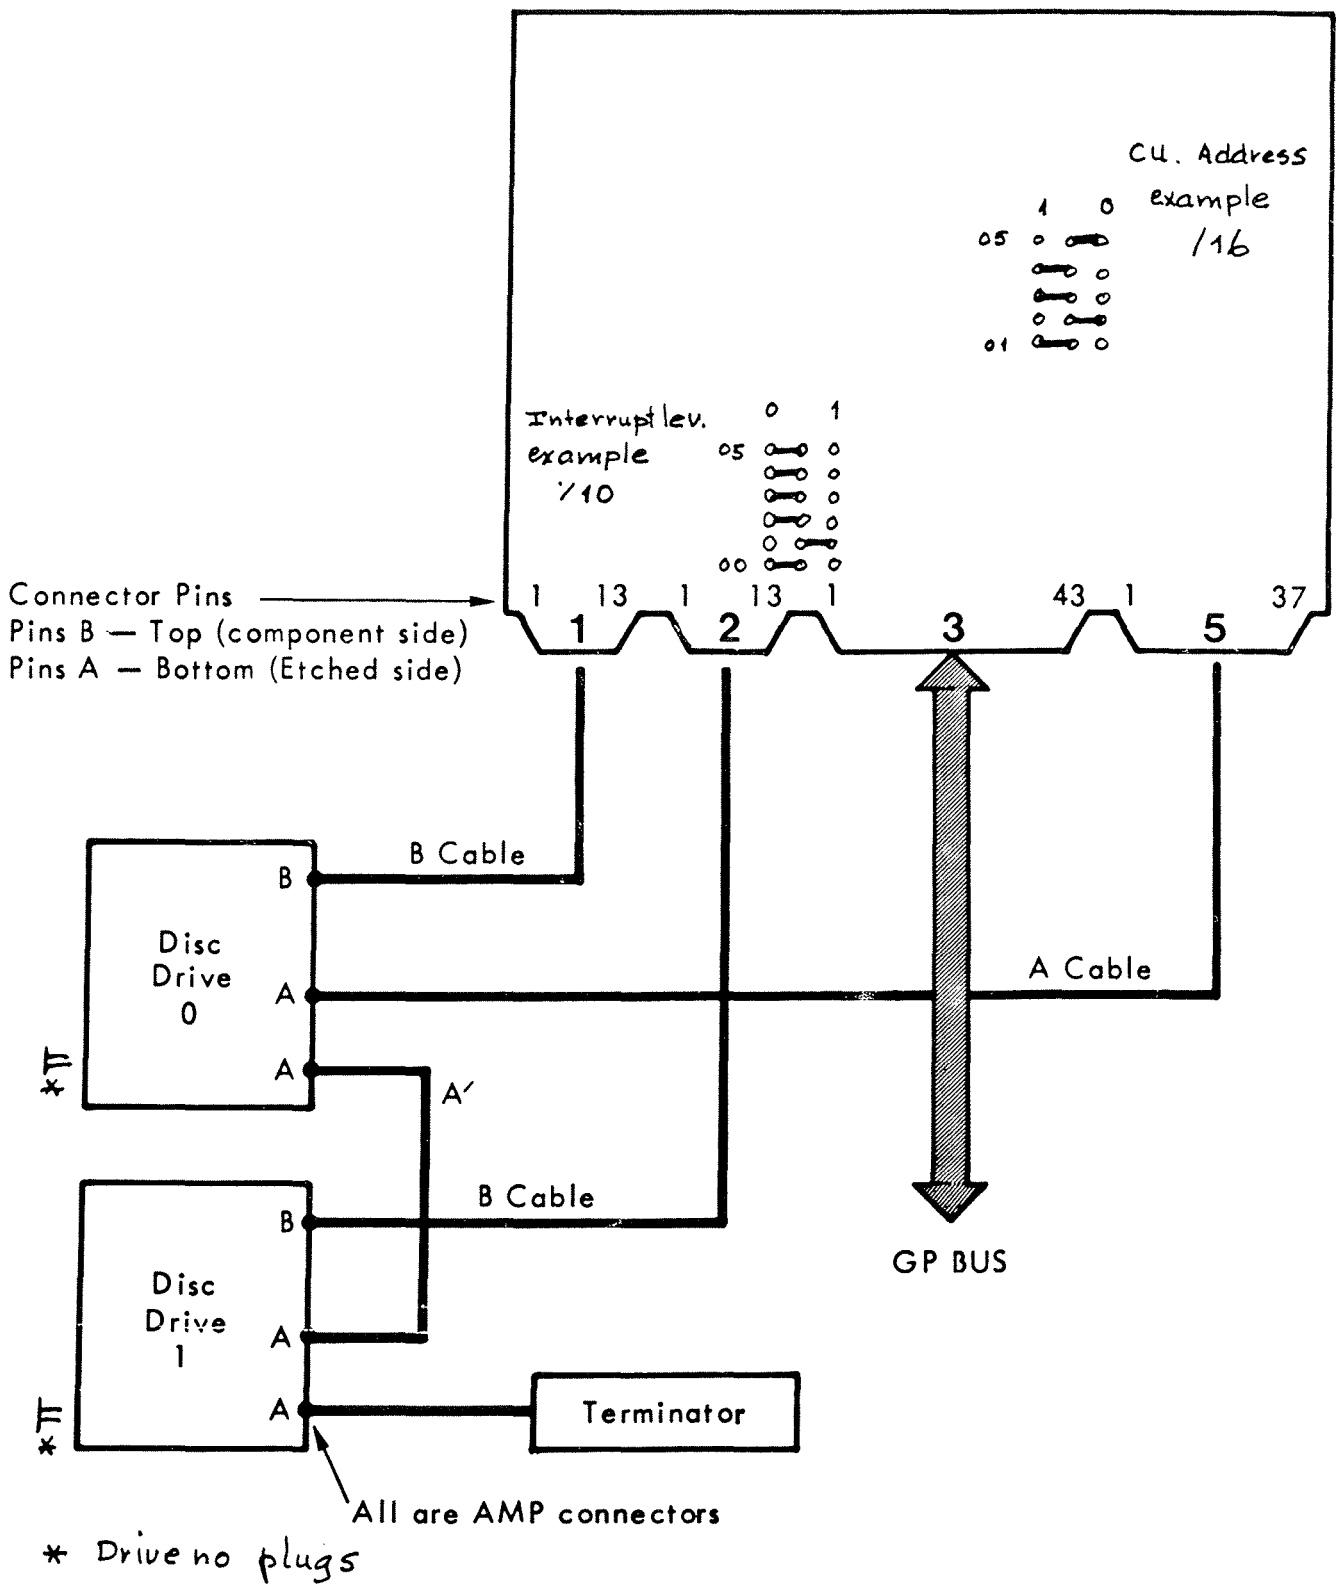 CU. Address
example
/16
1 0
05
01
Interrupt lev.
example
/10
0 1
05
00
Connector Pins
Pins B — Top (component side)
Pins A — Bottom (Etched side)
1 13 1 13 1 43 1 37
1 2 3 5
B Cable
B
Disc
Drive
0
A
A Cable
A
A′
*
B Cable
B
Disc
Drive
1
A
A
*
Terminator
GP BUS
All are AMP connectors
* Drive no plugs